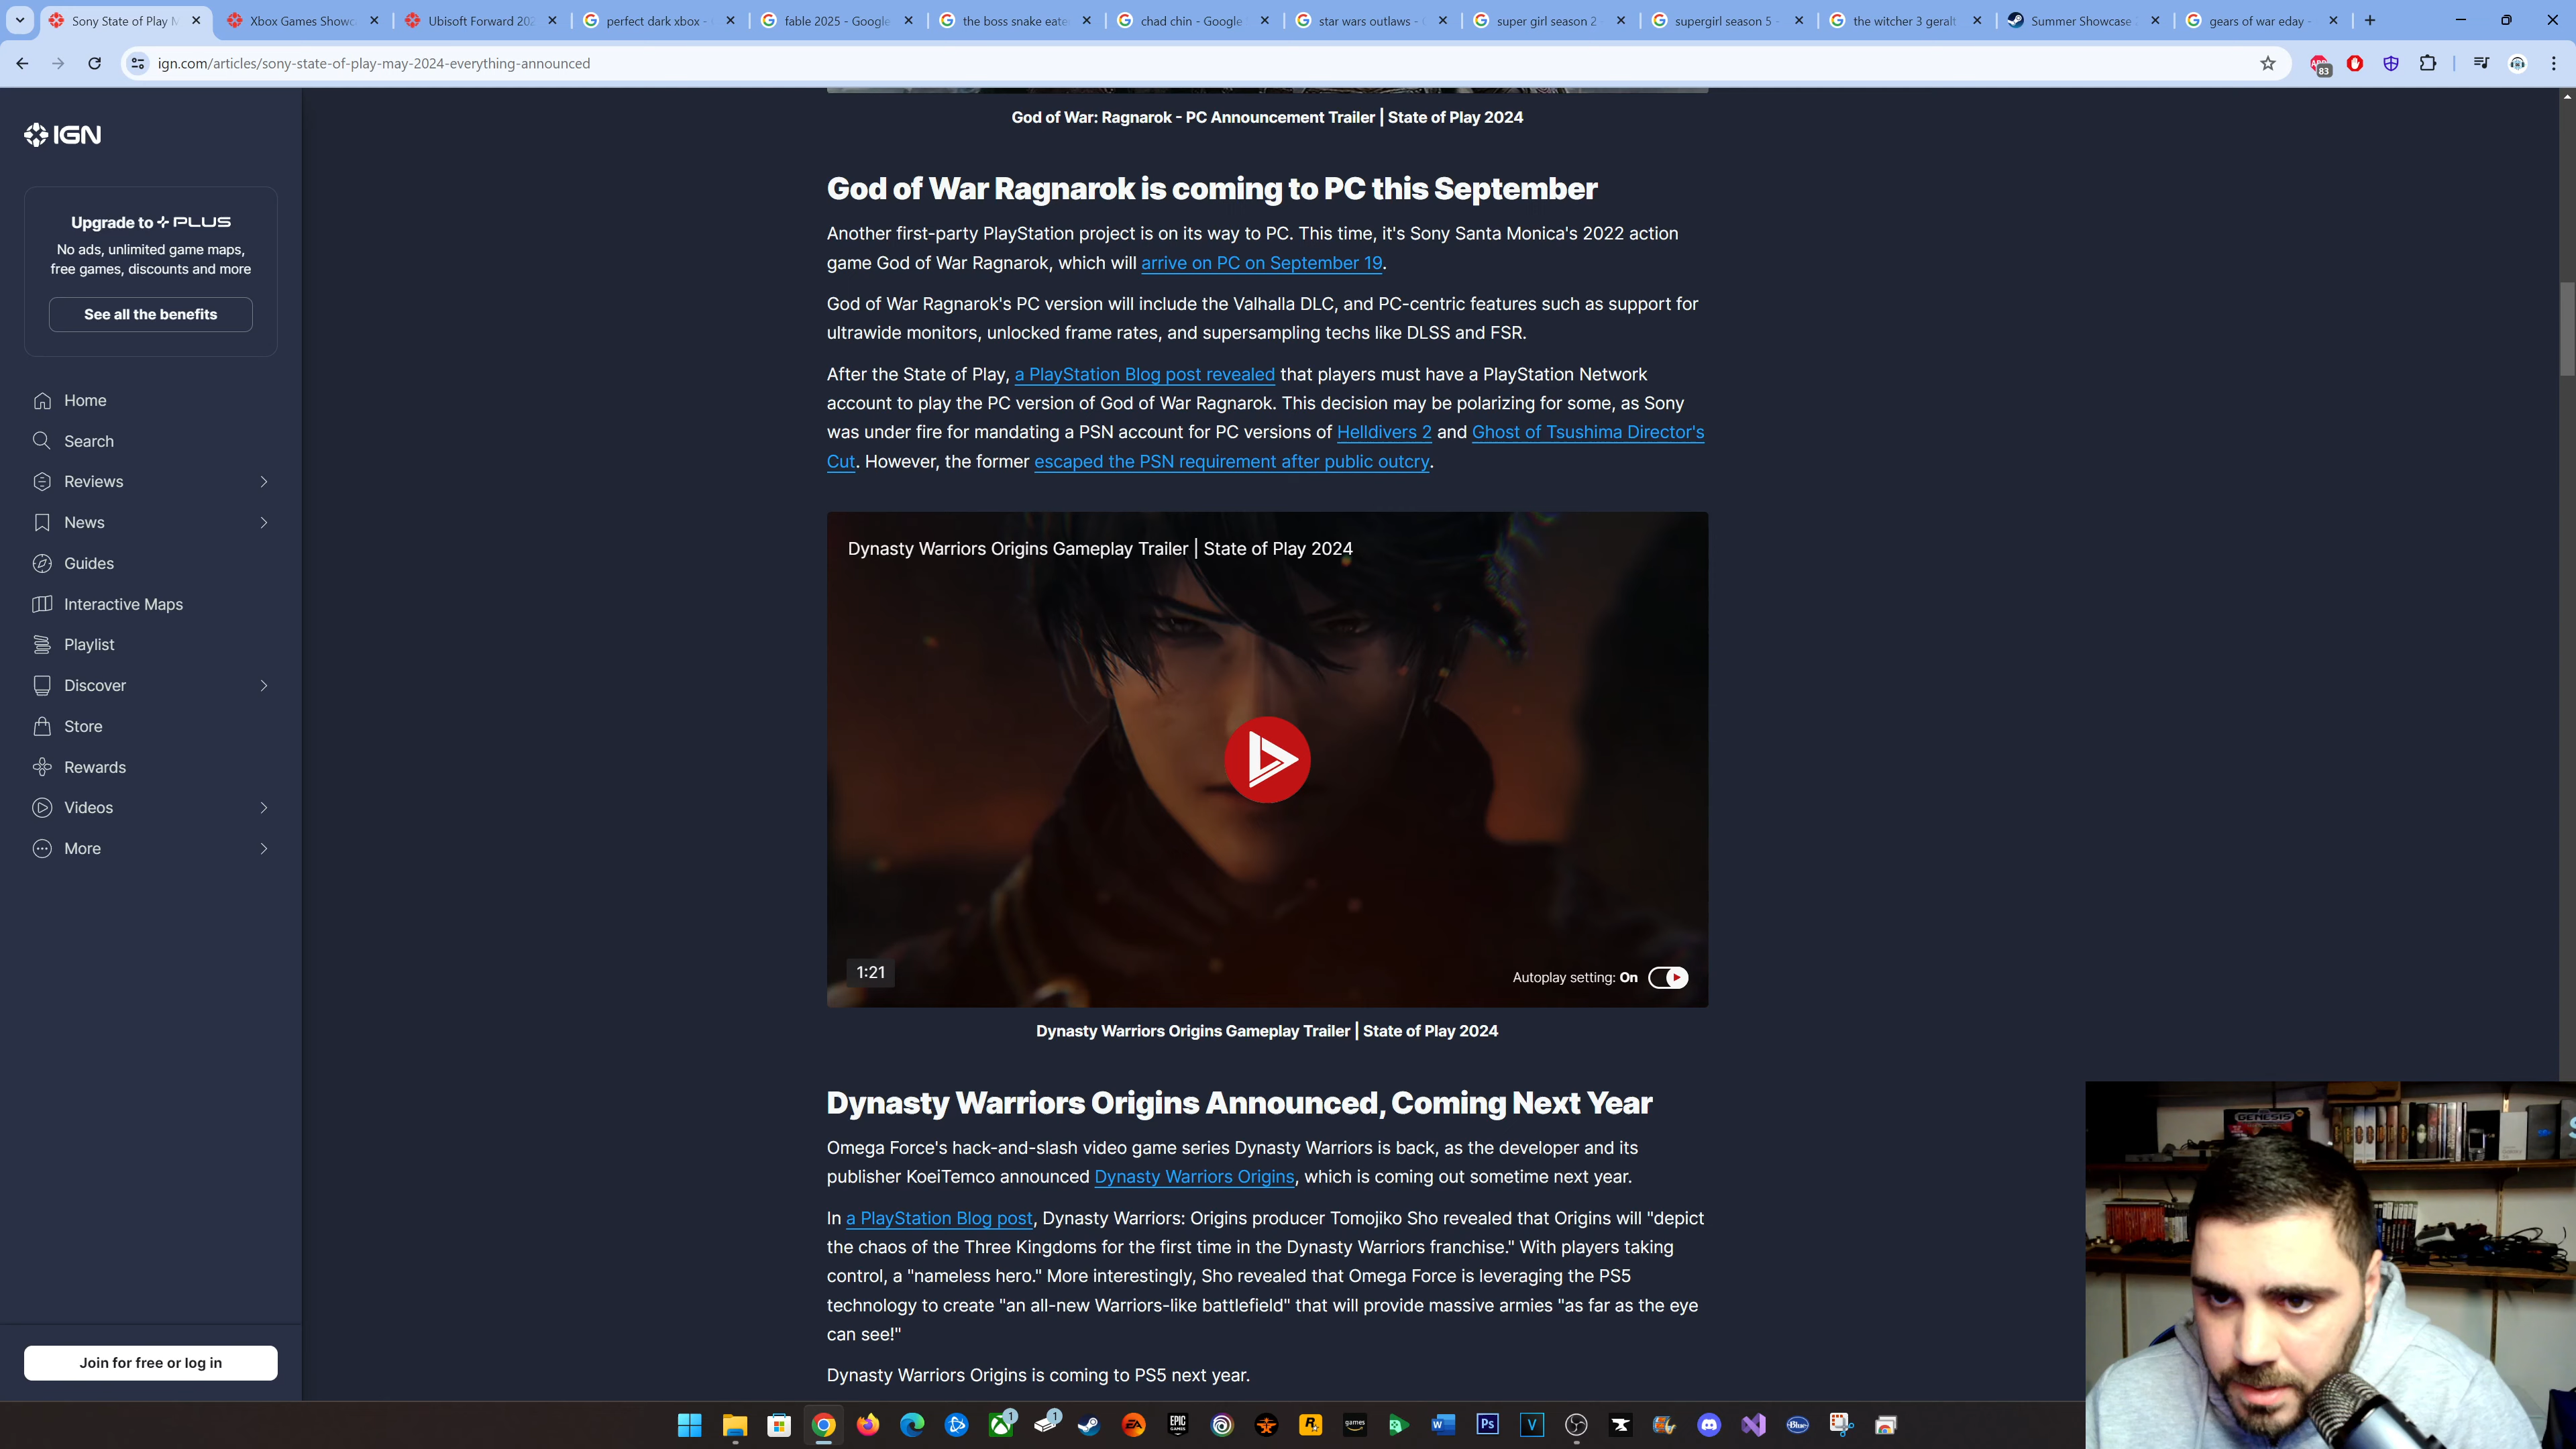 Sony State of Play M
Xbox Games Showc
Ubisoft Forward 202
perfect dark xbox -
fable 2025 - Google
the boss snake eate
chad chin - Google
star wars outlaws -
super girl season 2 -
supergirl season 5 -
the witcher 3 geralt
Summer Showcase
gears of war eday -
ign.com/articles/sony-state-of-play-may-2024-everything-announced
83
IGN
Upgrade to PLUS
No ads, unlimited game maps,
free games, discounts and more
See all the benefits
Home
Search
Reviews
News
Guides
Interactive Maps
Playlist
Discover
Store
Rewards
Videos
More
Join for free or log in
God of War: Ragnarok - PC Announcement Trailer | State of Play 2024
God of War Ragnarok is coming to PC this September
Another first-party PlayStation project is on its way to PC. This time, it's Sony Santa Monica's 2022 action
game God of War Ragnarok, which will arrive on PC on September 19.
God of War Ragnarok's PC version will include the Valhalla DLC, and PC-centric features such as support for
ultrawide monitors, unlocked frame rates, and supersampling techs like DLSS and FSR.
After the State of Play, a PlayStation Blog post revealed that players must have a PlayStation Network
account to play the PC version of God of War Ragnarok. This decision may be polarizing for some, as Sony
was under fire for mandating a PSN account for PC versions of Helldivers 2 and Ghost of Tsushima Director's
Cut. However, the former escaped the PSN requirement after public outcry.
Dynasty Warriors Origins Gameplay Trailer | State of Play 2024
1:21
Autoplay setting: On
Dynasty Warriors Origins Gameplay Trailer | State of Play 2024
Dynasty Warriors Origins Announced, Coming Next Year
Omega Force's hack-and-slash video game series Dynasty Warriors is back, as the developer and its
publisher KoeiTemco announced Dynasty Warriors Origins, which is coming out sometime next year.
In a PlayStation Blog post, Dynasty Warriors: Origins producer Tomojiko Sho revealed that Origins will "depict
the chaos of the Three Kingdoms for the first time in the Dynasty Warriors franchise." With players taking
control, a "nameless hero." More interestingly, Sho revealed that Omega Force is leveraging the PS5
technology to create "an all-new Warriors-like battlefield" that will provide massive armies "as far as the eye
can see!"
Dynasty Warriors Origins is coming to PS5 next year.
GENESIS
1
1
EA
EPIC
GAMES
R
games
W
Ps
V
Blue